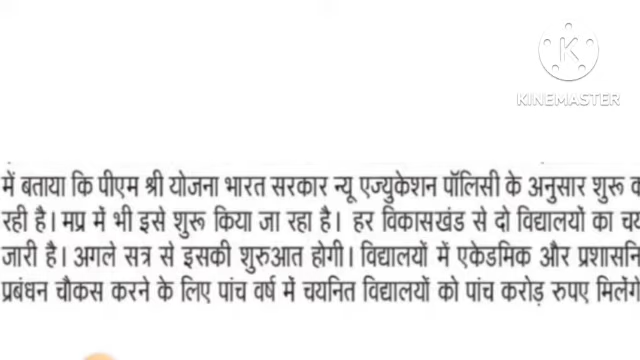 KINEMASTER
में बताया कि पीएम श्री योजना भारत सरकार न्यू एज्युकेशन पॉलिसी के अनुसार शुरू
रही है। मप्र में भी इसे शुरू किया जा रहा है। हर विकासखंड से दो विद्यालयों का
जारी है। अगले सत्र से इसकी शुरुआत होगी। विद्यालयों में एकेडमिक और
प्रबंधन चौकस करने के लिए पांच वर्ष में चयनित विद्यालयों को पांच करोड़ रुपए मिलेंगे